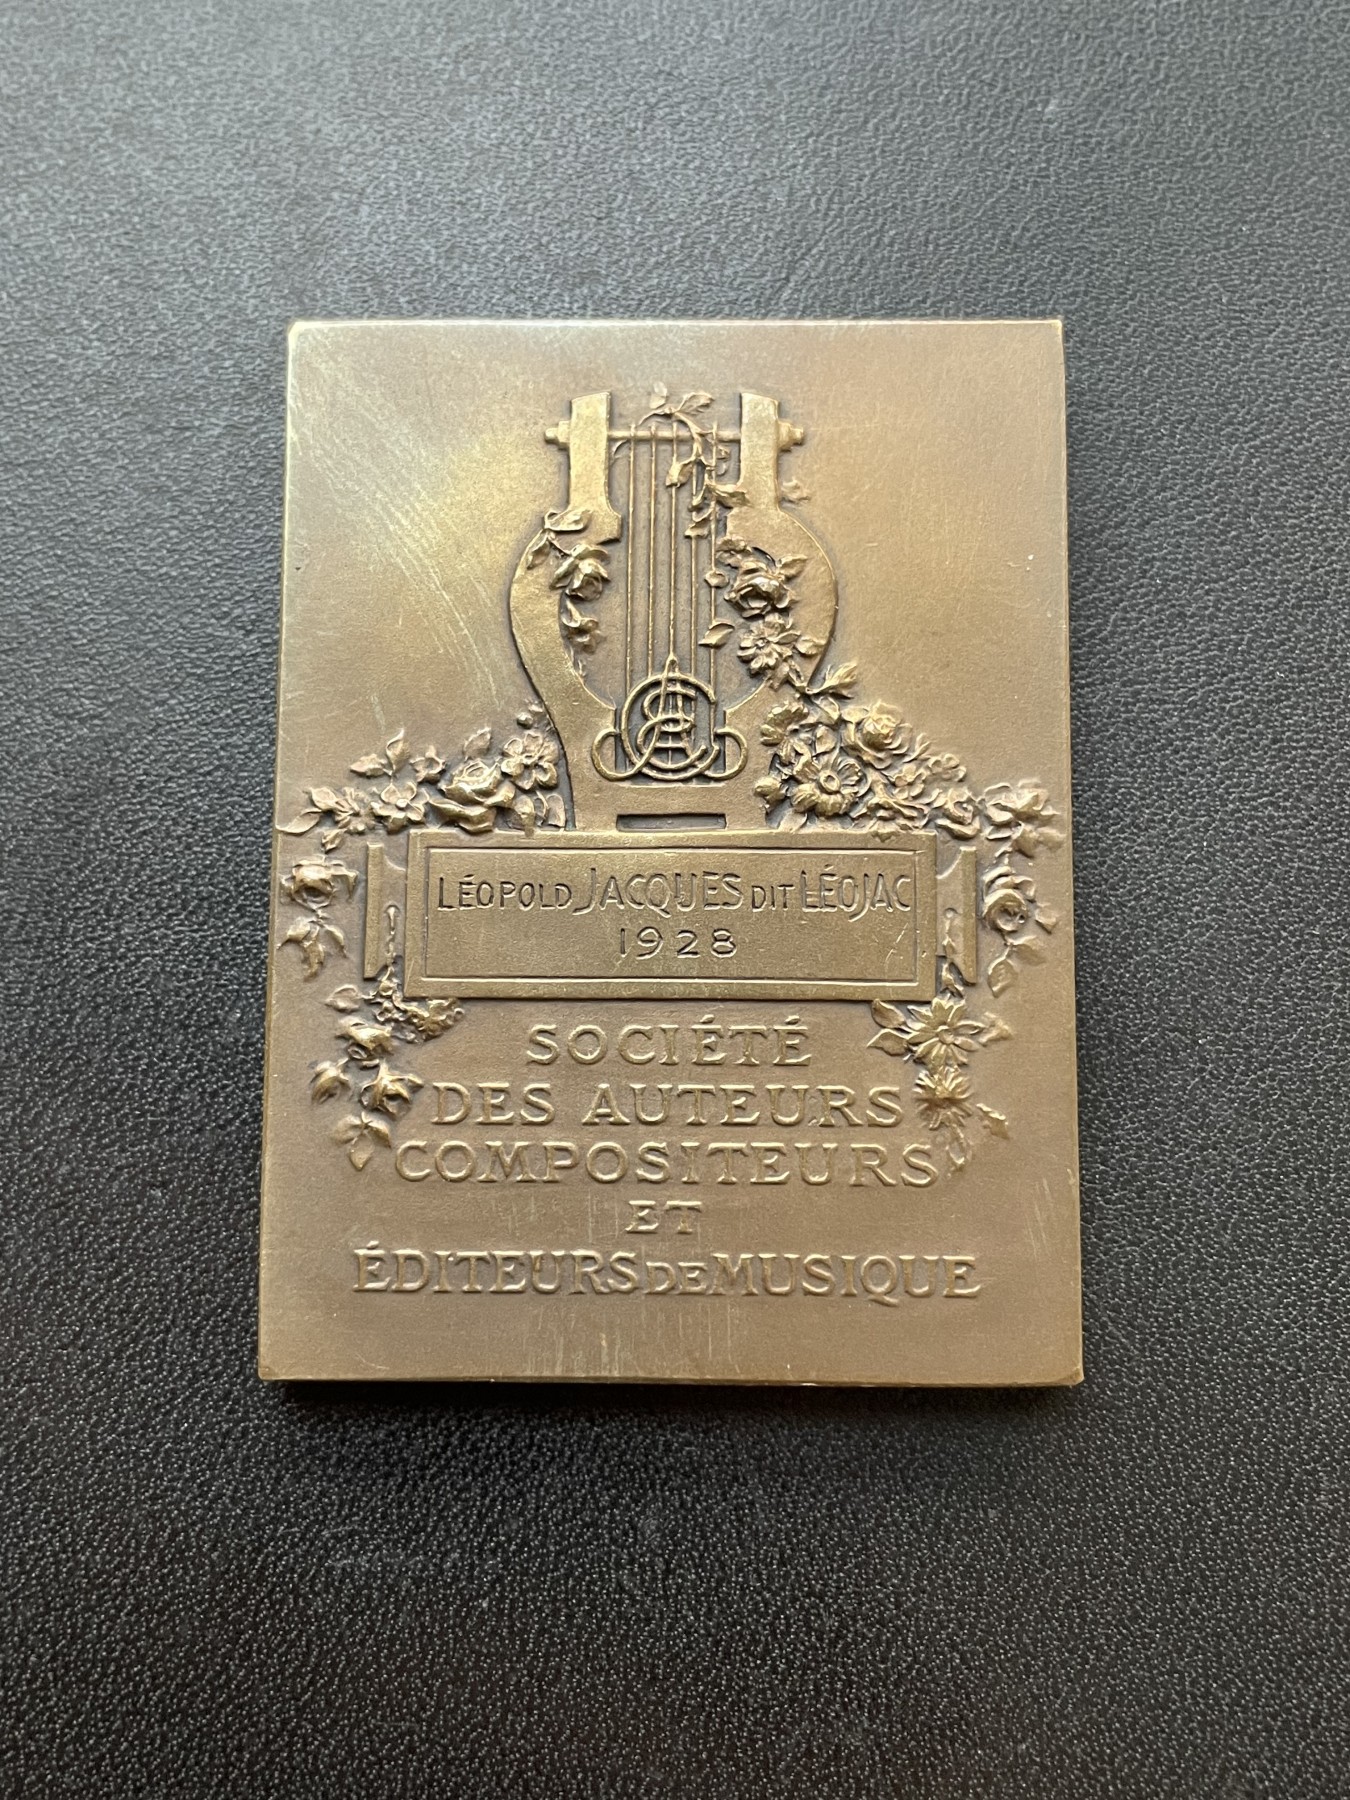 LÉOPOLD JACQUES DIT LÉOJAC
1928
SOCIÉTÉ
DES AUTEURS
COMPOSITEURS
ET
ÉDITEURS DE MUSIQUE